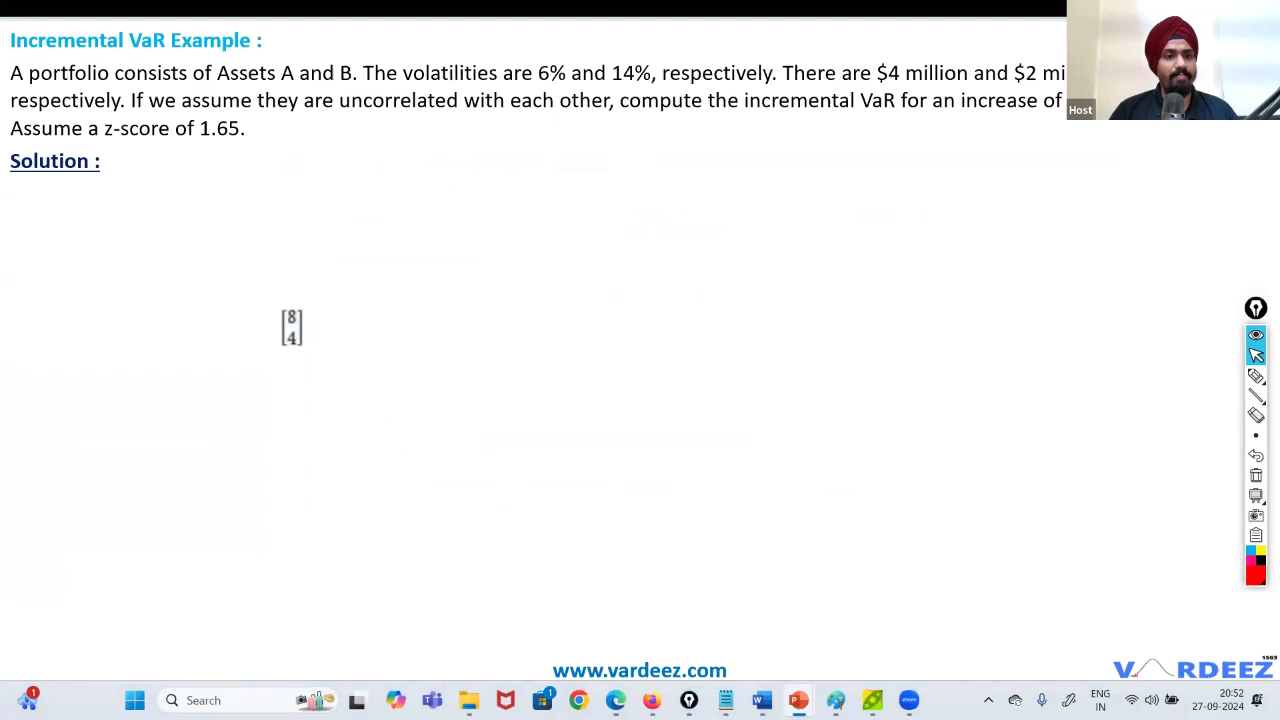 Incremental VaR Example :
A portfolio consists of Assets A and B. The volatilities are 6% and 14%, respectively. There are $4 million and $2 mi
respectively. If we assume they are uncorrelated with each other, compute the incremental VaR for an increase of
Assume a z-score of 1.65.
Host
Solution :
8
4
www.vardeez.com
1503
VARDEEZ
1
Search
1
ENG
IN
20:52
27-09-2024